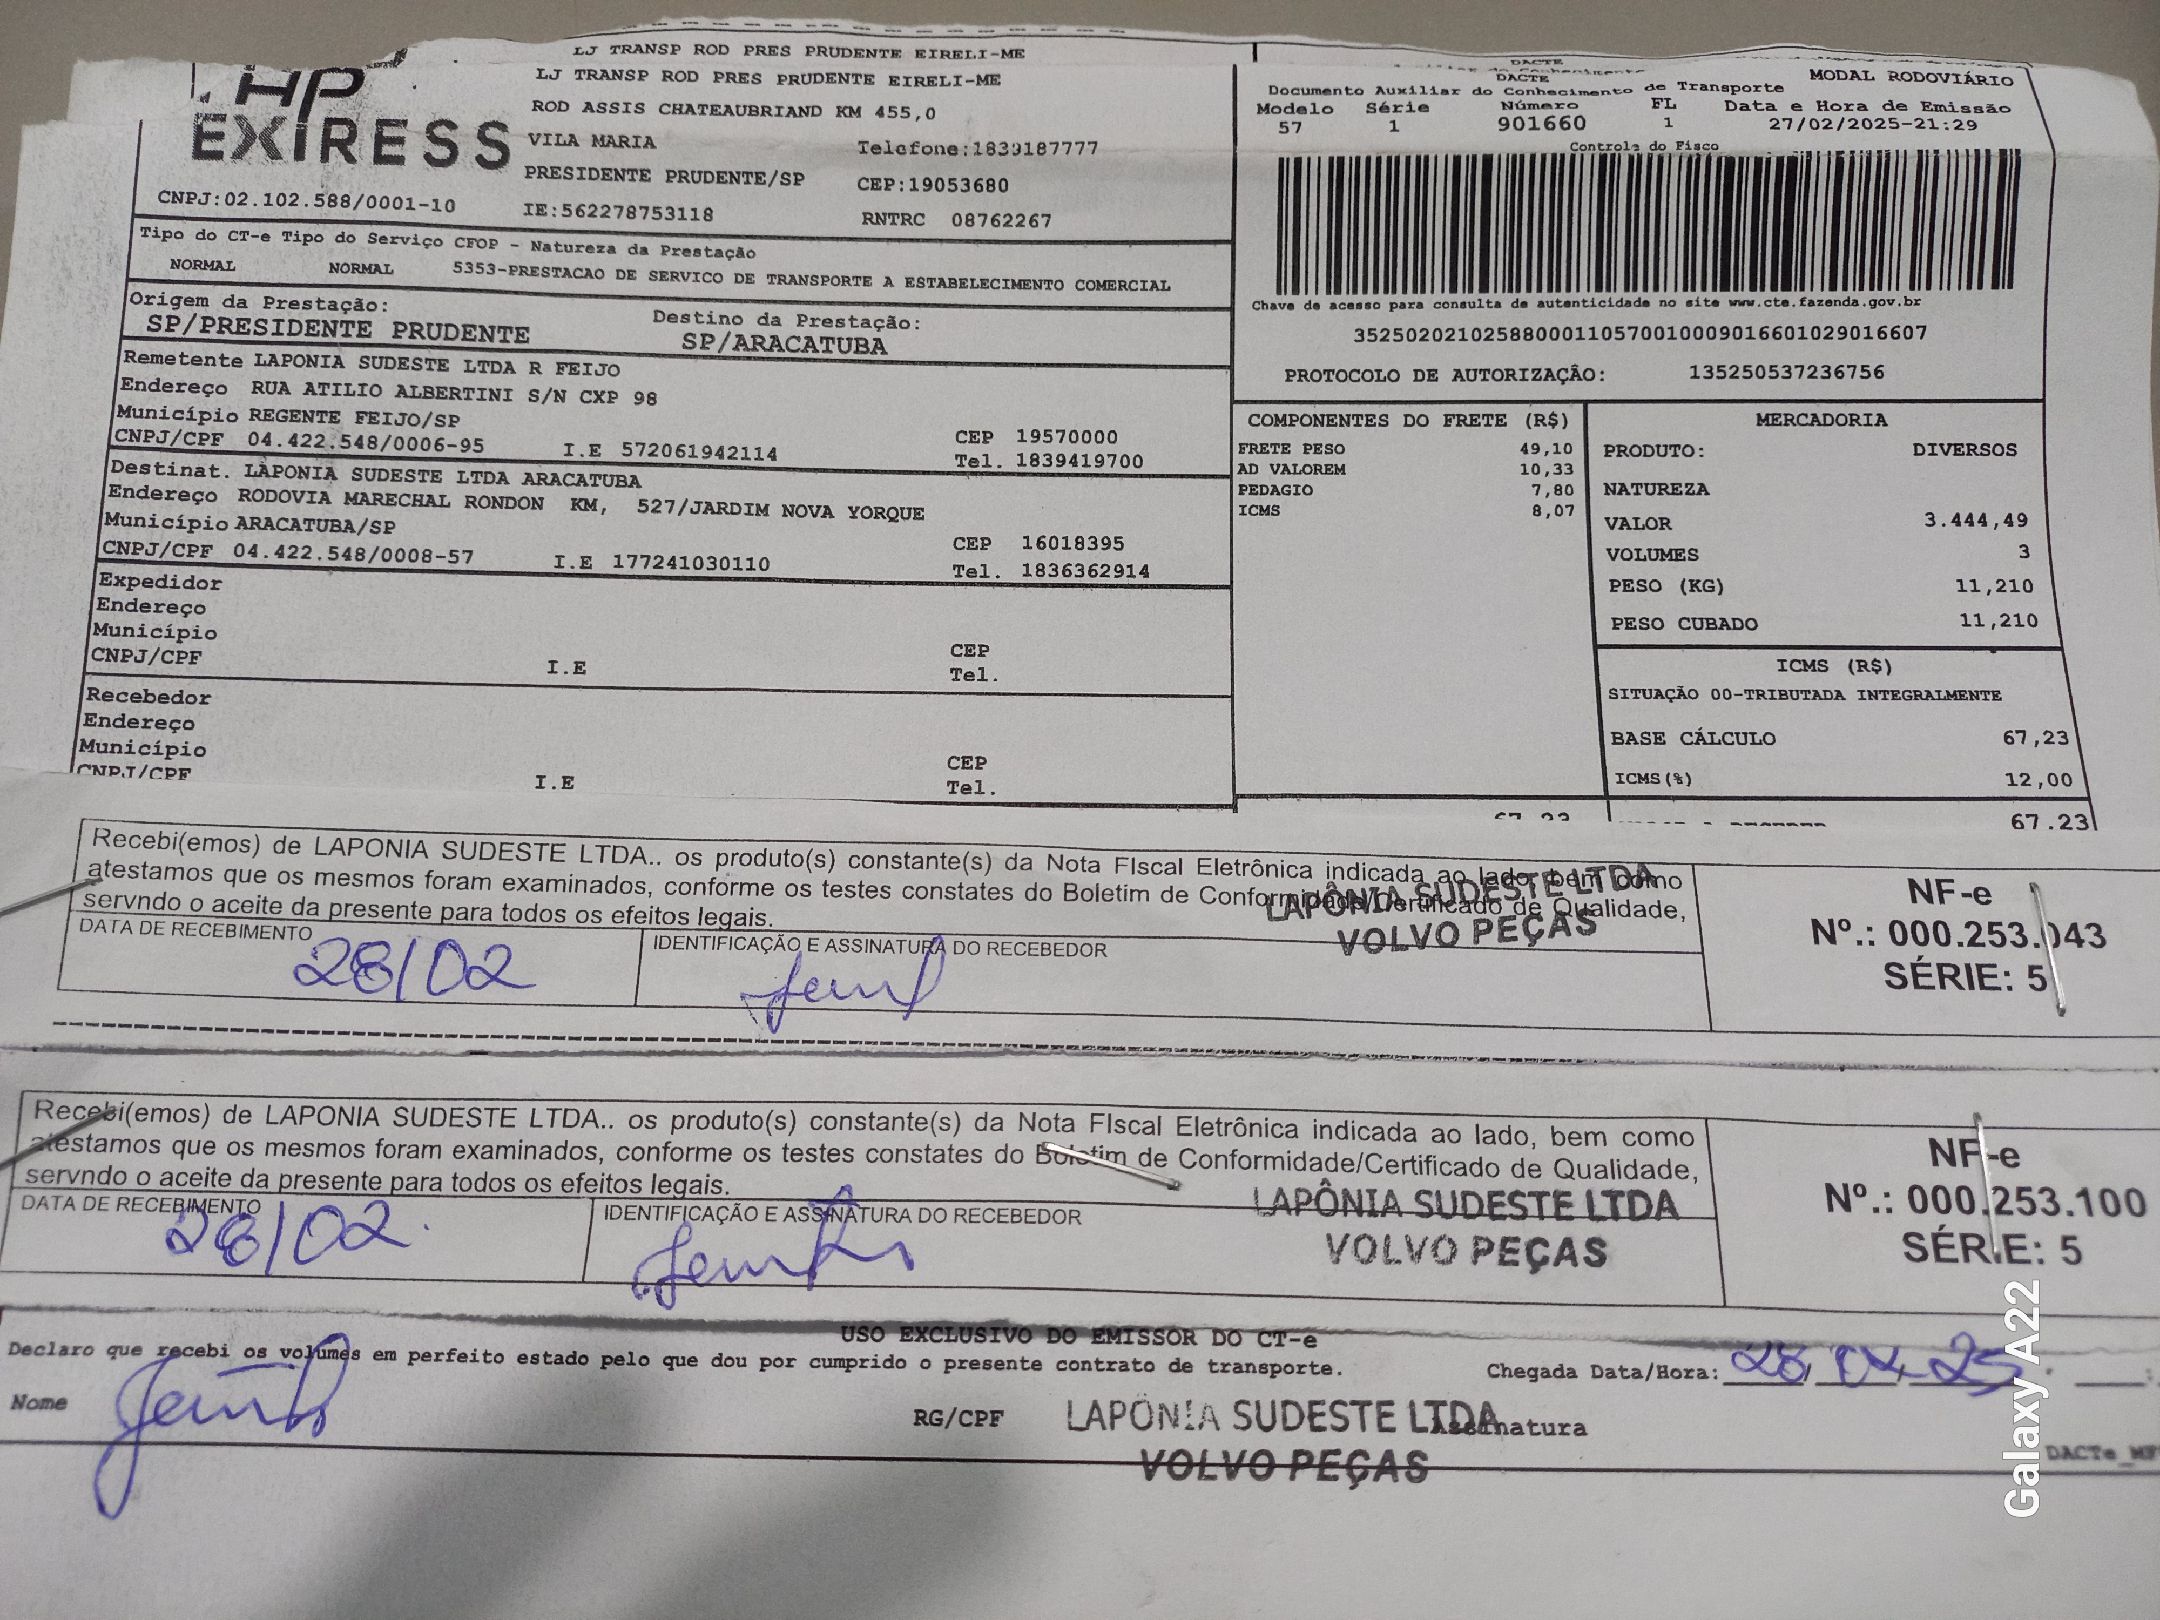 LJ TRANSP ROD PRES PRUDENTE EIRELI-ME
HP EXPRESS
LJ TRANSP ROD PRES PRUDENTE EIRELI-ME
ROD ASSIS CHATEAUBRIAND KM 455,0
VILA MARIA Telefone:1839187777
PRESIDENTE PRUDENTE/SP CEP:19053680
CNPJ:02.102.588/0001-10 IE:562278753118 RNTRC 08762267
DACTE
DACTE MODAL RODOVIÁRIO
Documento Auxiliar do Conhecimento de Transporte
Modelo Série Número FL Data e Hora de Emissão
57 1 901660 1 27/02/2025-21:29
Controle do Fisco
Chave de acesso para consulta de autenticidade no site www.cte.fazenda.gov.br
35250202102588000110570010009016601029016607
PROTOCOLO DE AUTORIZAÇÃO: 135250537236756
Tipo do CT-e Tipo do Serviço CFOP - Natureza da Prestação
NORMAL NORMAL 5353-PRESTACAO DE SERVICO DE TRANSPORTE A ESTABELECIMENTO COMERCIAL
Origem da Prestação: Destino da Prestação:
SP/PRESIDENTE PRUDENTE SP/ARACATUBA
Remetente LAPONIA SUDESTE LTDA R FEIJO
Endereço RUA ATILIO ALBERTINI S/N CXP 98
Município REGENTE FEIJO/SP CEP 19570000
CNPJ/CPF 04.422.548/0006-95 I.E 572061942114 Tel. 1839419700
Destinat. LAPONIA SUDESTE LTDA ARACATUBA
Endereço RODOVIA MARECHAL RONDON KM, 527/JARDIM NOVA YORQUE
Município ARACATUBA/SP CEP 16018395
CNPJ/CPF 04.422.548/0008-57 I.E 177241030110 Tel. 1836362914
Expedidor
Endereço
Município CEP
CNPJ/CPF I.E Tel.
Recebedor
Endereço
Município CEP
CNPJ/CPF I.E Tel.
COMPONENTES DO FRETE (R$)
FRETE PESO 49,10
AD VALOREM 10,33
PEDAGIO 7,80
ICMS 8,07
67,23
MERCADORIA
PRODUTO: DIVERSOS
NATUREZA
VALOR 3.444,49
VOLUMES 3
PESO (KG) 11,210
PESO CUBADO 11,210
ICMS (R$)
SITUAÇÃO 00-TRIBUTADA INTEGRALMENTE
BASE CÁLCULO 67,23
ICMS(%) 12,00
67.23
Recebi(emos) de LAPONIA SUDESTE LTDA.. os produto(s) constante(s) da Nota FIscal Eletrônica indicada ao lado, bem como
atestamos que os mesmos foram examinados, conforme os testes constates do Boletim de Conformidade/Certificado de Qualidade,
servndo o aceite da presente para todos os efeitos legais.
LAPÔNIA SUDESTE LTDA
VOLVO PEÇAS
DATA DE RECEBIMENTO IDENTIFICAÇÃO E ASSINATURA DO RECEBEDOR
28/02
NF-e
Nº.: 000.253.043
SÉRIE: 5
Recebi(emos) de LAPONIA SUDESTE LTDA.. os produto(s) constante(s) da Nota FIscal Eletrônica indicada ao lado, bem como
atestamos que os mesmos foram examinados, conforme os testes constates do Boletim de Conformidade/Certificado de Qualidade,
servndo o aceite da presente para todos os efeitos legais.
LAPÔNIA SUDESTE LTDA
VOLVO PEÇAS
DATA DE RECEBIMENTO IDENTIFICAÇÃO E ASSINATURA DO RECEBEDOR
28/02.
NF-e
Nº.: 000.253.100
SÉRIE: 5
USO EXCLUSIVO DO EMISSOR DO CT-e
Declaro que recebi os volumes em perfeito estado pelo que dou por cumprido o presente contrato de transporte. Chegada Data/Hora:
Nome RG/CPF Assinatura
LAPÔNIA SUDESTE LTDA
VOLVO PEÇAS
Galaxy A22